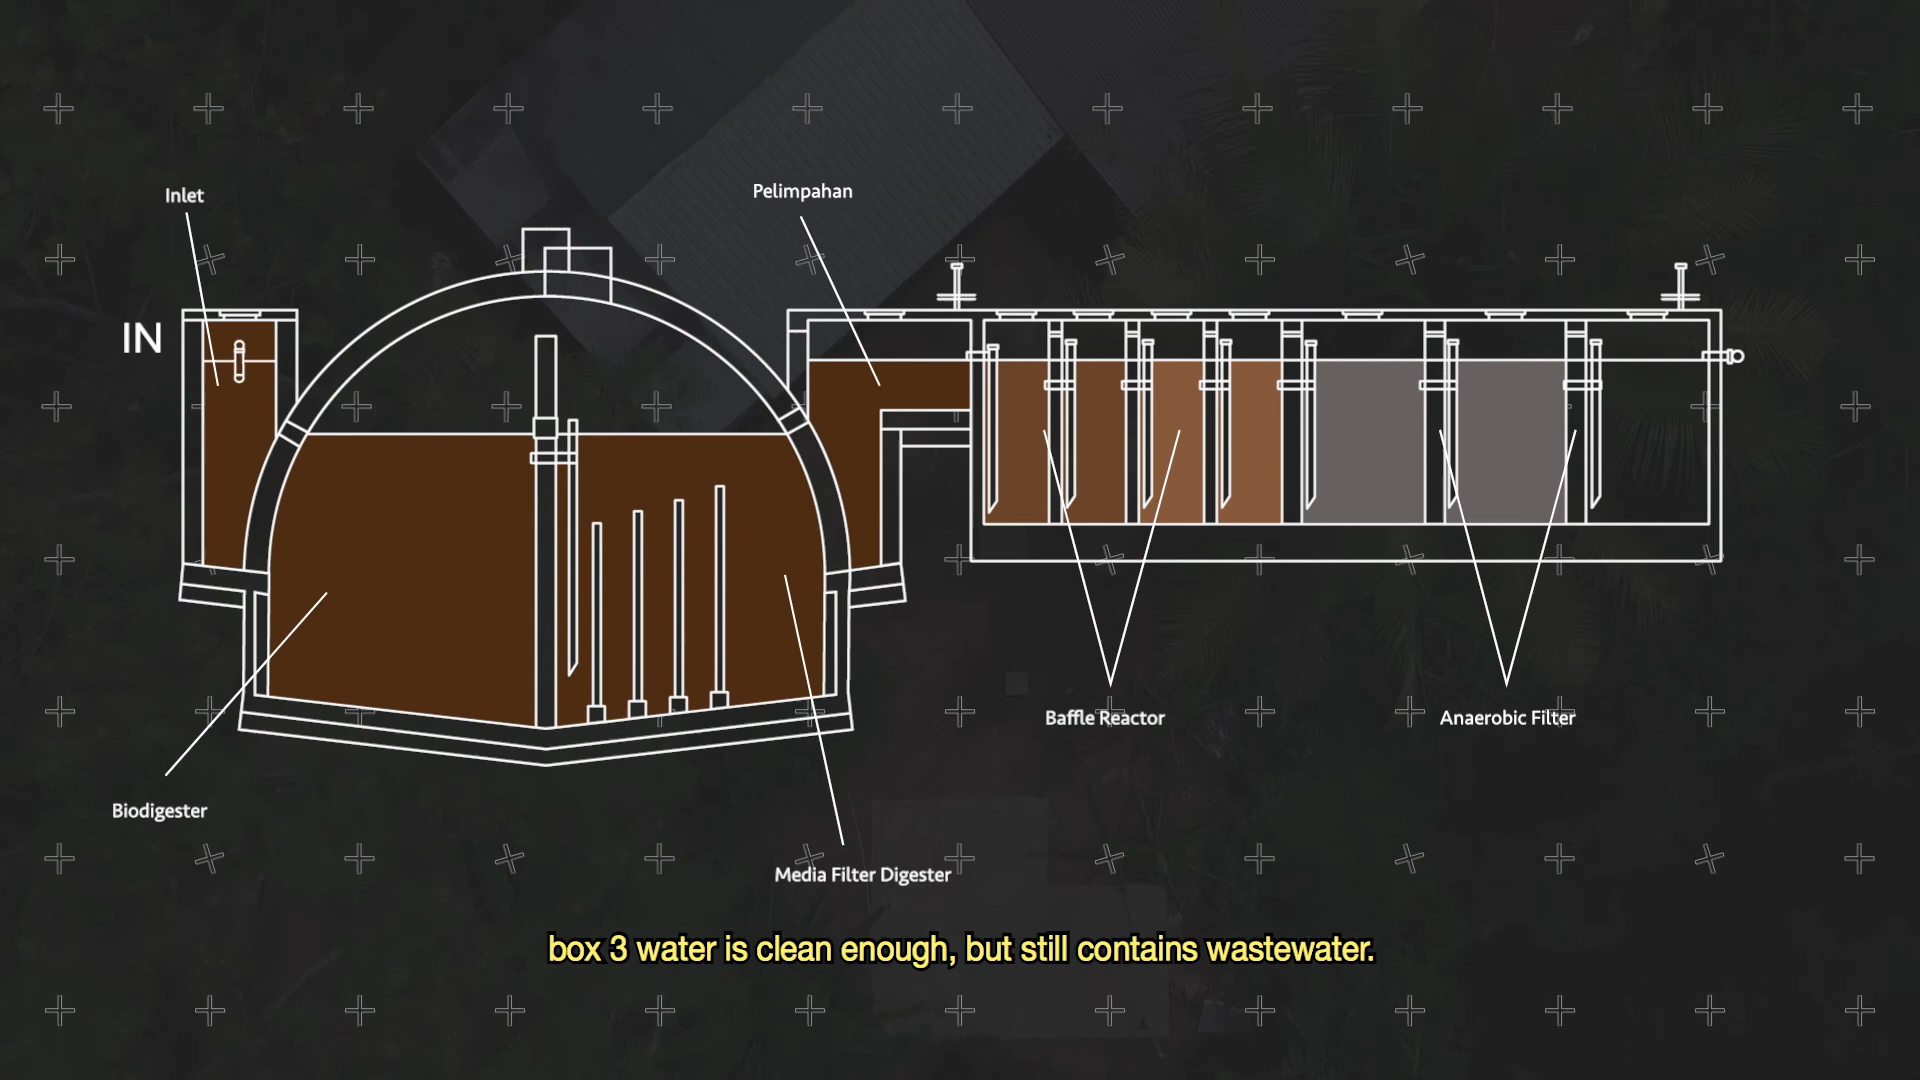 Inlet
Pelimpahan
IN
Baffle Reactor
Anaerobic Filter
Biodigester
Media Filter Digester
box 3 water is clean enough, but still contains wastewater.